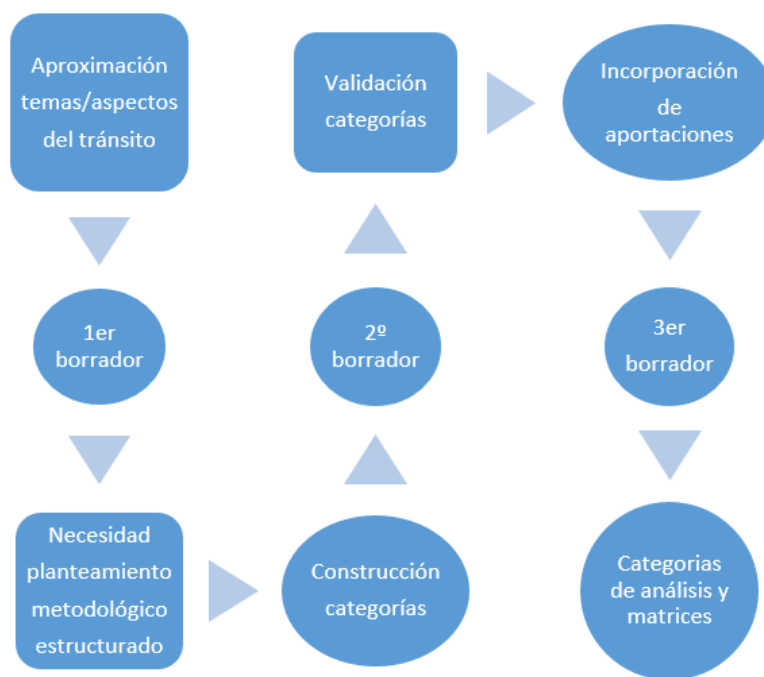 Aproximación
temas/aspectos
del tránsito
1er
borrador
Necesidad
planteamiento
metodológico
estructurado
Construcción
categorías
2º
borrador
Validación
categorías
Incorporación
de
aportaciones
3er
borrador
Categorias
de análisis y
matrices